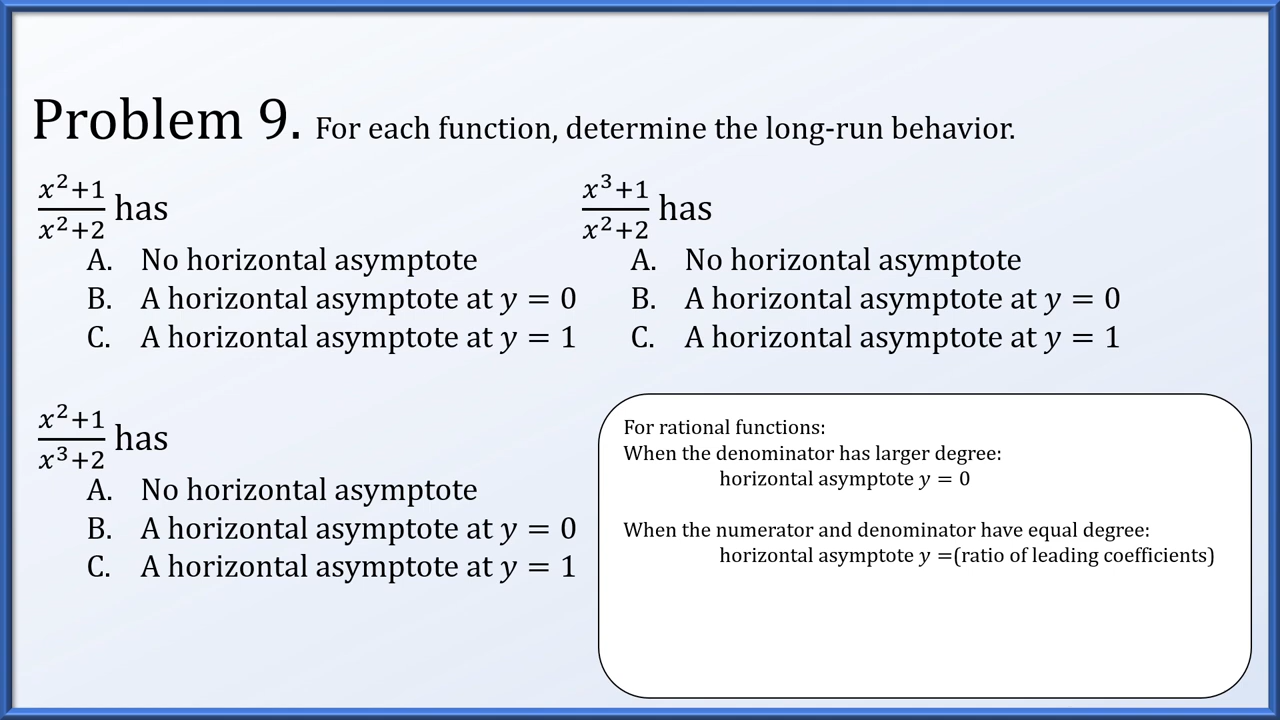 Problem 9. For each function, determine the long-run behavior.
x²+1
x²+2 has
A. No horizontal asymptote
B. A horizontal asymptote at y = 0
C. A horizontal asymptote at y = 1
x³+1
x²+2 has
A. No horizontal asymptote
B. A horizontal asymptote at y = 0
C. A horizontal asymptote at y = 1
x²+1
x³+2 has
A. No horizontal asymptote
B. A horizontal asymptote at y = 0
C. A horizontal asymptote at y = 1
For rational functions:
When the denominator has larger degree:
horizontal asymptote y = 0
When the numerator and denominator have equal degree:
horizontal asymptote y =(ratio of leading coefficients)